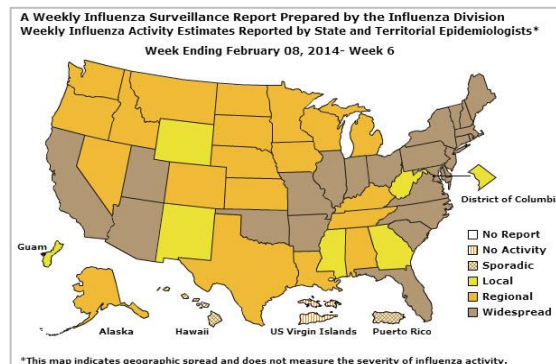 A Weekly Influenza Surveillance Report Prepared by the Influenza Division
Weekly Influenza Activity Estimates Reported by State and Territorial Epidemiologists*
Week Ending February 08, 2014- Week 6
District of Columbi
No Report
No Activity
Sporadic
Local
Regional
Widespread
Guam
Alaska
Hawaii
US Virgin Islands
Puerto Rico
*This map indicates geographic spread and does not measure the severity of influenza activity.